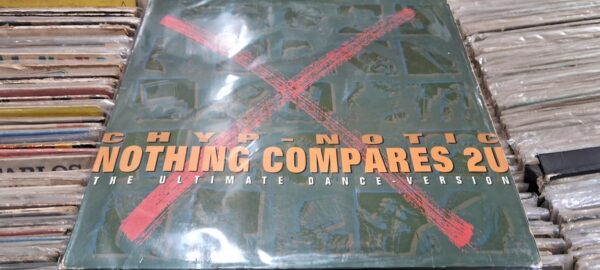 CHYP-NOTIC
NOTHING COMPARES 2U
THE ULTIMATE DANCE VERSION